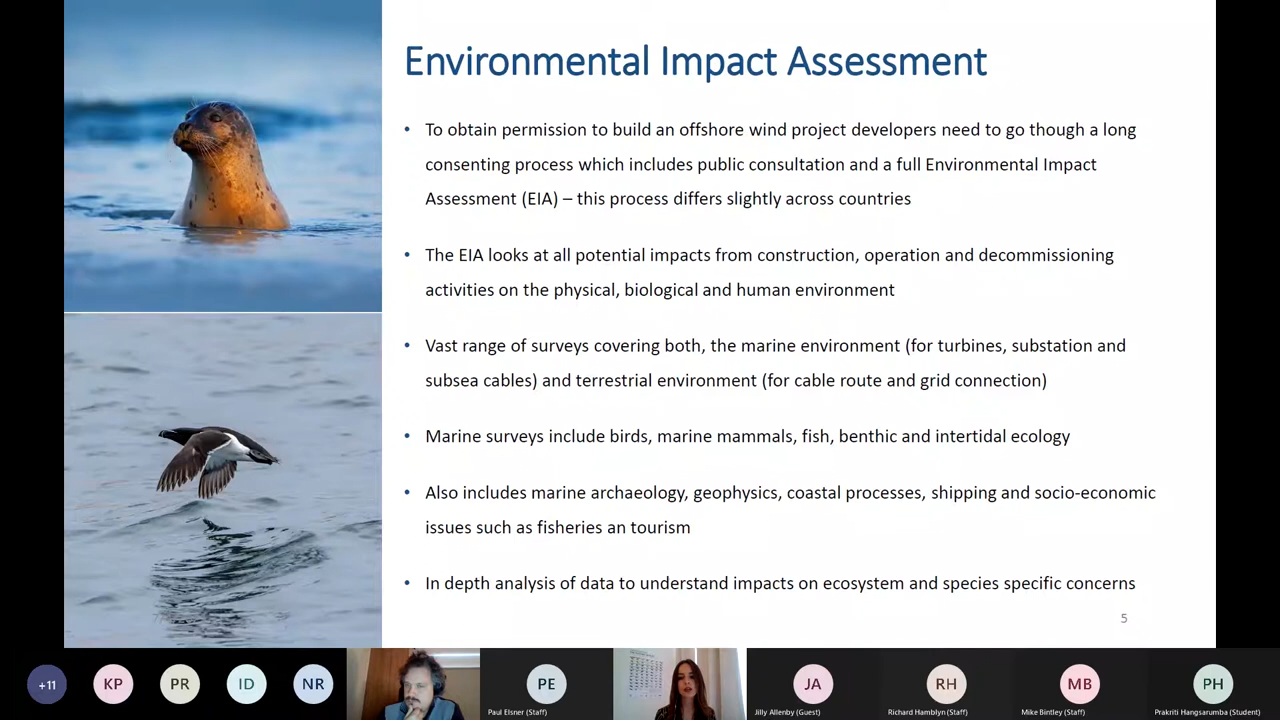 Environmental Impact Assessment
• To obtain permission to build an offshore wind project developers need to go though a long
consenting process which includes public consultation and a full Environmental Impact
Assessment (EIA) – this process differs slightly across countries
• The EIA looks at all potential impacts from construction, operation and decommissioning
activities on the physical, biological and human environment
• Vast range of surveys covering both, the marine environment (for turbines, substation and
subsea cables) and terrestrial environment (for cable route and grid connection)
• Marine surveys include birds, marine mammals, fish, benthic and intertidal ecology
• Also includes marine archaeology, geophysics, coastal processes, shipping and socio-economic
issues such as fisheries an tourism
• In depth analysis of data to understand impacts on ecosystem and species specific concerns
5
+11 KP PR ID NR PE JA RH MB PH
Paul Elsner (Staff) Jilly Allenby (Guest) Richard Hamblyn (Staff) Mike Bintley (Staff) Prakriti Hangsarumba (Student)